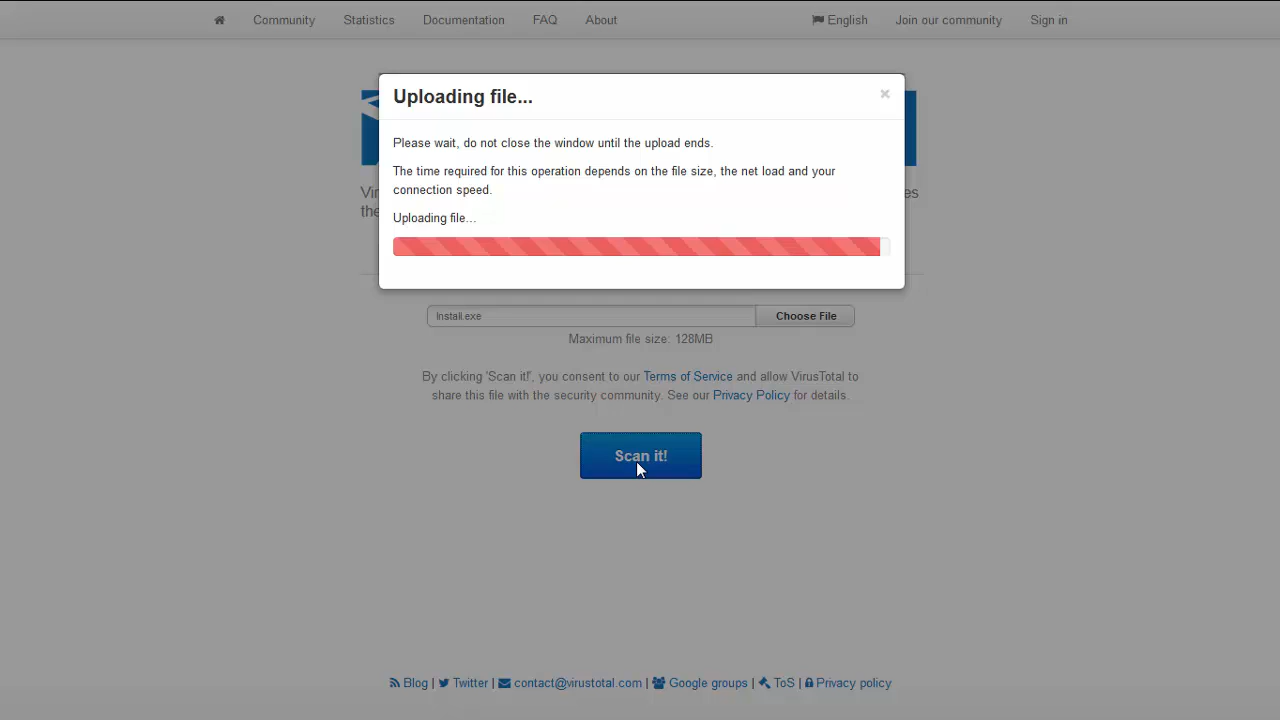 Community Statistics Documentation FAQ About English Join our community Sign in
Uploading file... ×
Please wait, do not close the window until the upload ends.
The time required for this operation depends on the file size, the net load and your
connection speed.
Uploading file...
Install.exe Choose File
Maximum file size: 128MB
By clicking 'Scan it!', you consent to our Terms of Service and allow VirusTotal to
share this file with the security community. See our Privacy Policy for details.
Scan it!
Blog | Twitter | contact@virustotal.com | Google groups | ToS | Privacy policy